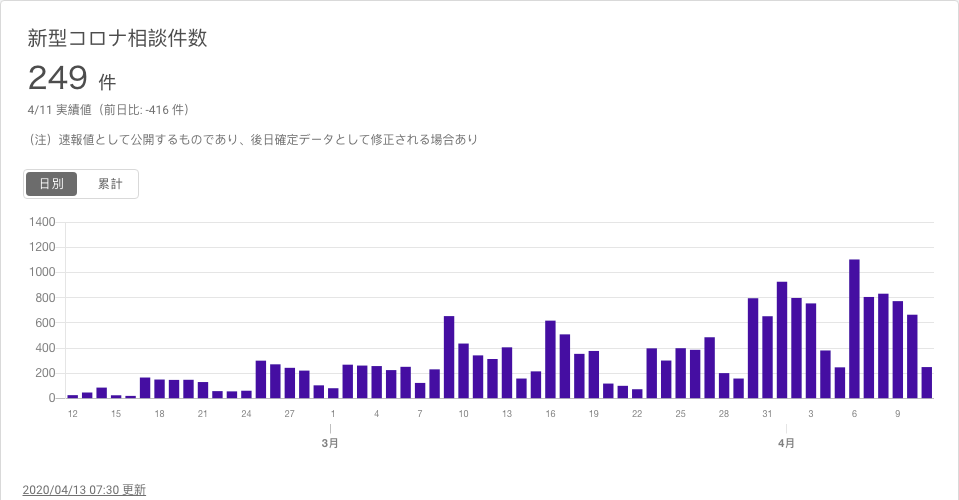 新型コロナ相談件数
249 件
4/11 実績値（前日比: -416 件）
（注）速報値として公開するものであり、後日確定データとして修正される場合あり
日別 累計
1400
1200
1000
800
600
400
200
0
12 15 18 21 24 27 1 4 7 10 13 16 19 22 25 28 31 3 6 9
3月 4月
2020/04/13 07:30 更新